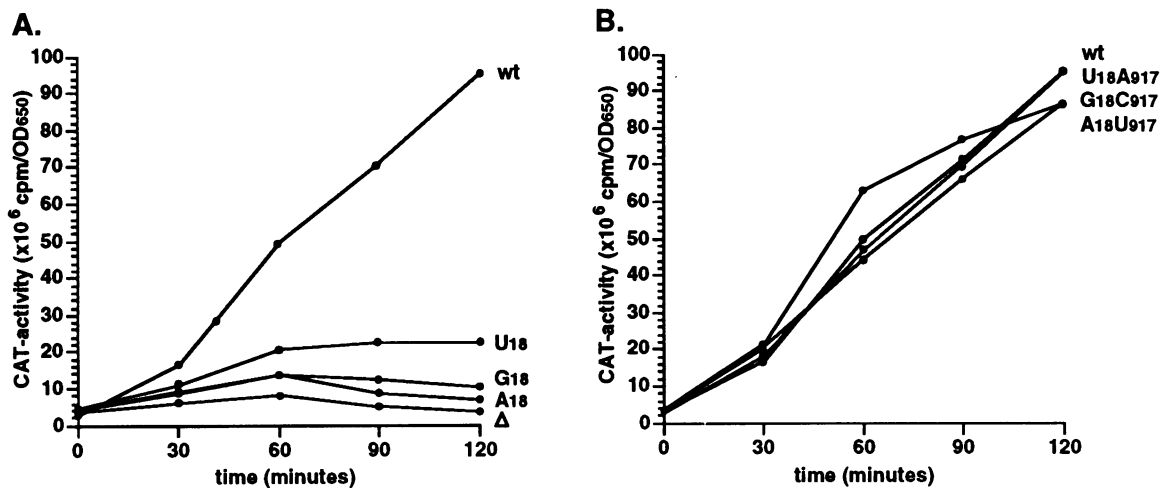 A.
CAT-activity (x10⁶ cpm/OD650)
100
90
80
70
60
50
40
30
20
10
0
wt
U18
G18
A18
Δ
0 30 60 90 120
time (minutes)
B.
CAT-activity (x10⁶ cpm/OD650)
100
90
80
70
60
50
40
30
20
10
0
wt
U18A917
G18C917
A18U917
0 30 60 90 120
time (minutes)